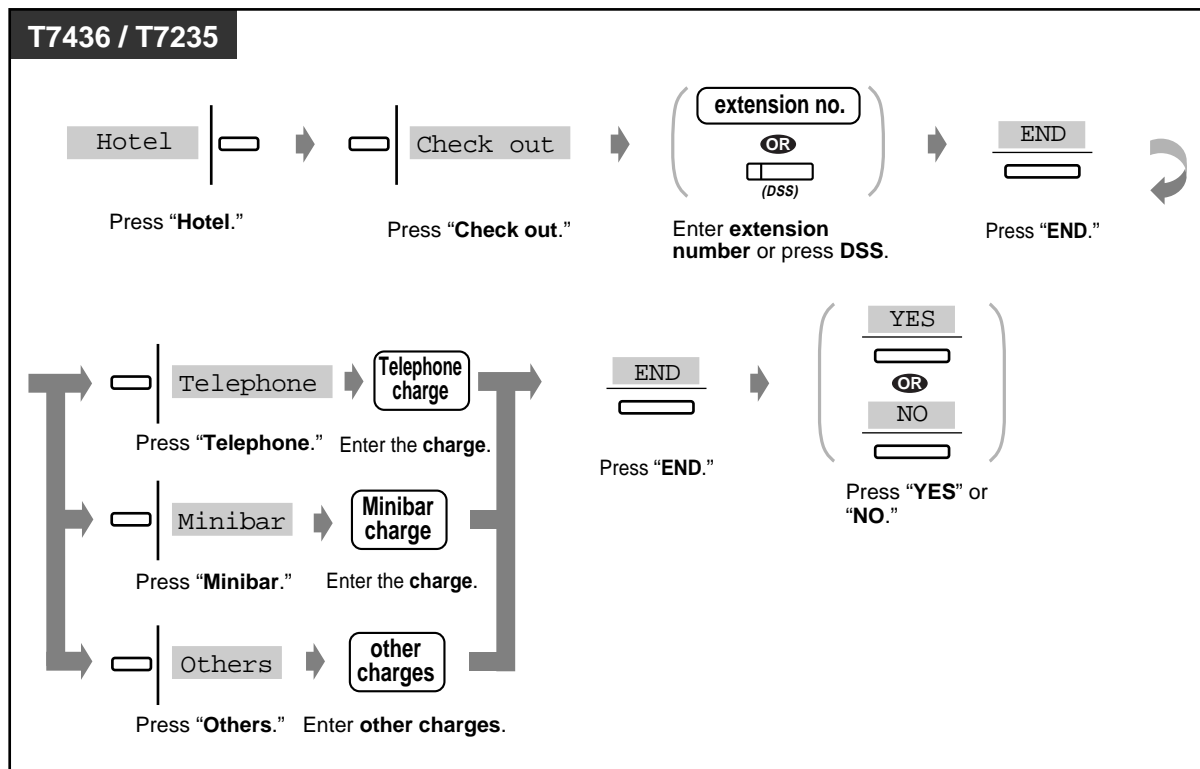 T7436 / T7235
Hotel
Press “Hotel.”
Check out
Press “Check out.”
extension no.
OR
(DSS)
Enter extension
number or press DSS.
END
Press “END.”
Telephone
Press “Telephone.”
Telephone
charge
Enter the charge.
Minibar
Press “Minibar.”
Minibar
charge
Enter the charge.
Others
Press “Others.”
other
charges
Enter other charges.
END
Press “END.”
YES
OR
NO
Press “YES” or
“NO.”